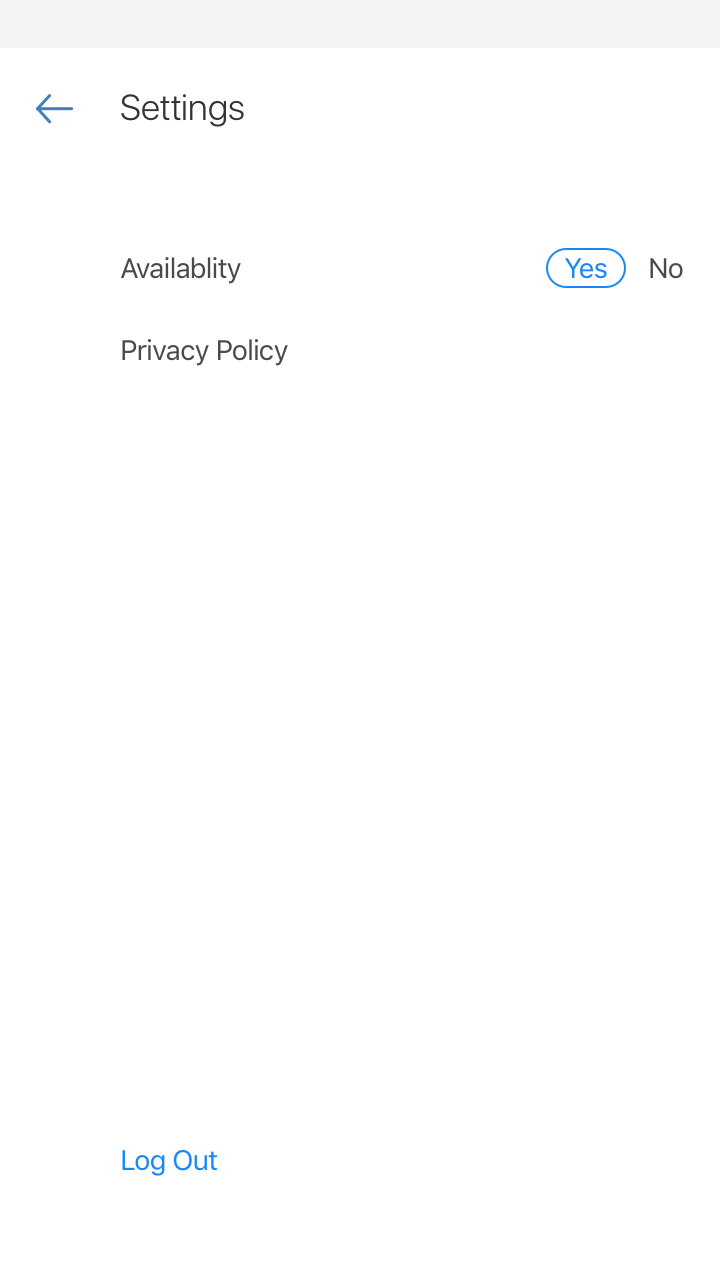 Settings
Availablity
Yes
No
Privacy Policy
Log Out